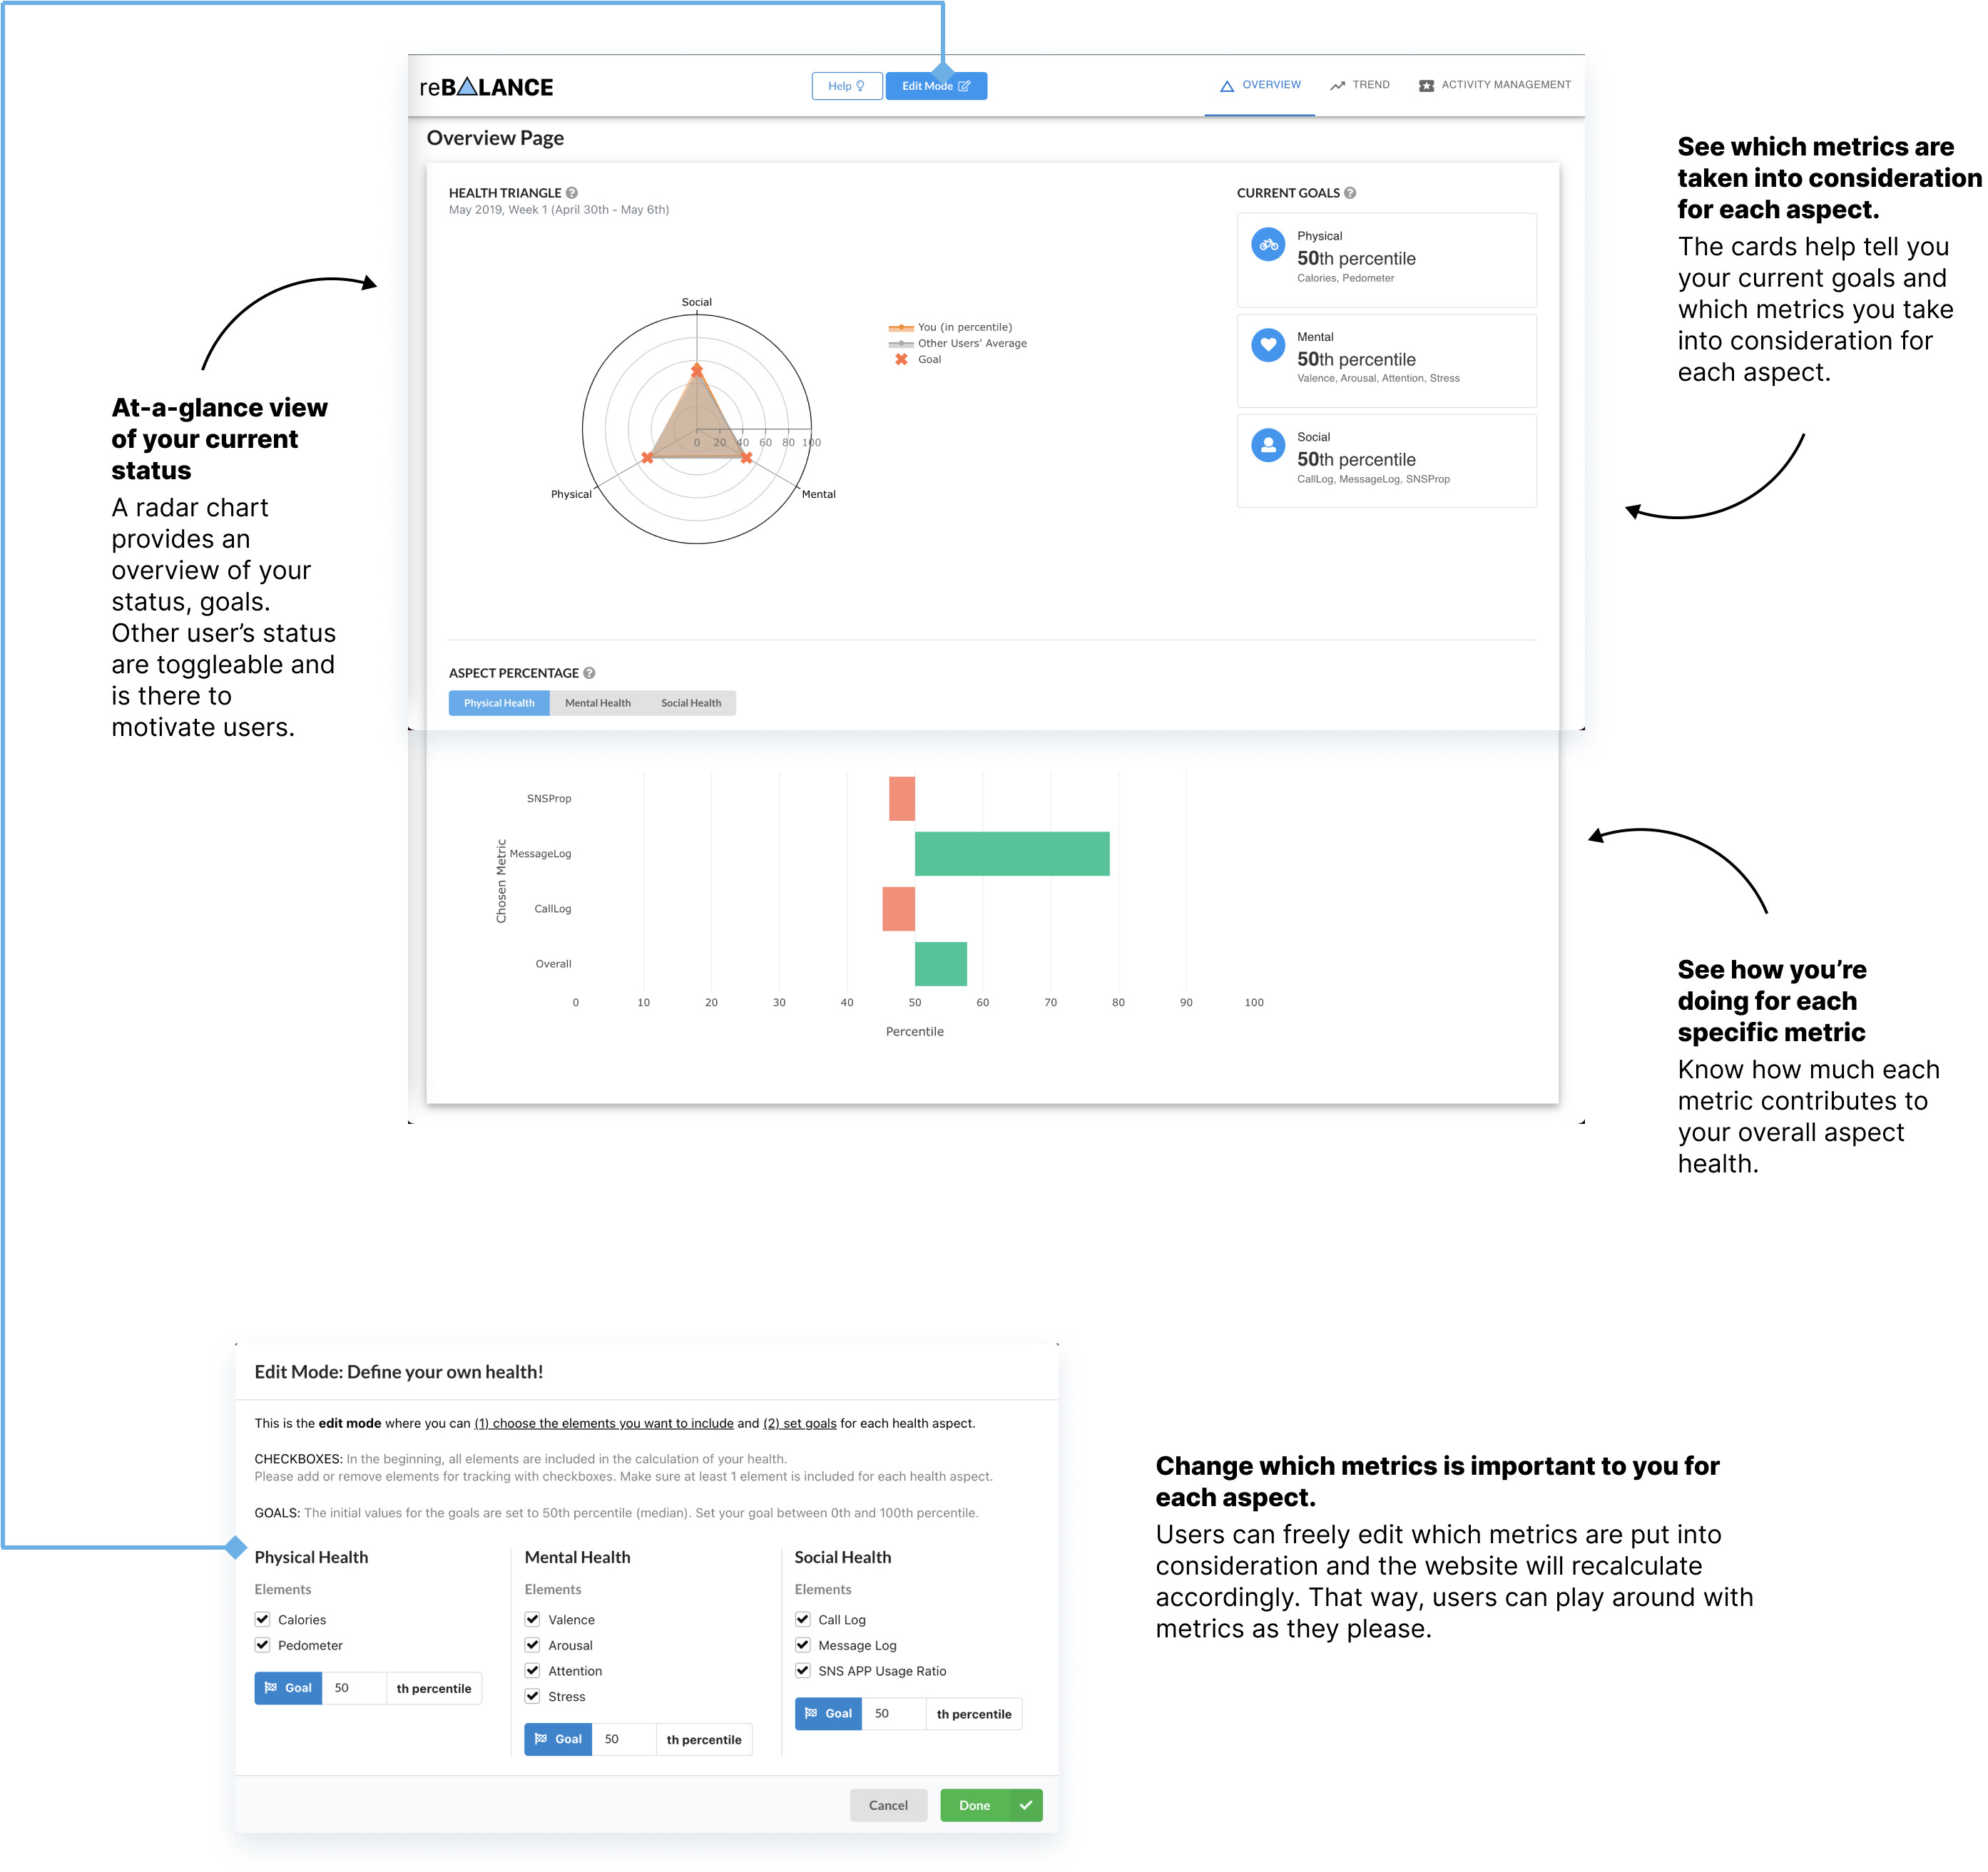 reBALANCE
Help
Edit Mode
OVERVIEW
TREND
ACTIVITY MANAGEMENT
Overview Page
HEALTH TRIANGLE
May 2019, Week 1 (April 30th - May 6th)
Social
Physical
Mental
0 20 40 60 80 100
You (in percentile)
Other Users' Average
Goal
CURRENT GOALS
Physical
50th percentile
Calories, Pedometer
Mental
50th percentile
Valence, Arousal, Attention, Stress
Social
50th percentile
CallLog, MessageLog, SNSProp
See which metrics are
taken into consideration
for each aspect.
The cards help tell you
your current goals and
which metrics you take
into consideration for
each aspect.
At-a-glance view
of your current
status
A radar chart
provides an
overview of your
status, goals.
Other user’s status
are toggleable and
is there to
motivate users.
ASPECT PERCENTAGE
Physical Health
Mental Health
Social Health
Chosen Metric
SNSProp
MessageLog
CallLog
Overall
0 10 20 30 40 50 60 70 80 90 100
Percentile
See how you’re
doing for each
specific metric
Know how much each
metric contributes to
your overall aspect
health.
Edit Mode: Define your own health!
This is the edit mode where you can (1) choose the elements you want to include and (2) set goals for each health aspect.
CHECKBOXES: In the beginning, all elements are included in the calculation of your health.
Please add or remove elements for tracking with checkboxes. Make sure at least 1 element is included for each health aspect.
GOALS: The initial values for the goals are set to 50th percentile (median). Set your goal between 0th and 100th percentile.
Physical Health
Elements
Calories
Pedometer
Goal 50 th percentile
Mental Health
Elements
Valence
Arousal
Attention
Stress
Goal 50 th percentile
Social Health
Elements
Call Log
Message Log
SNS APP Usage Ratio
Goal 50 th percentile
Cancel
Done
Change which metrics is important to you for
each aspect.
Users can freely edit which metrics are put into
consideration and the website will recalculate
accordingly. That way, users can play around with
metrics as they please.